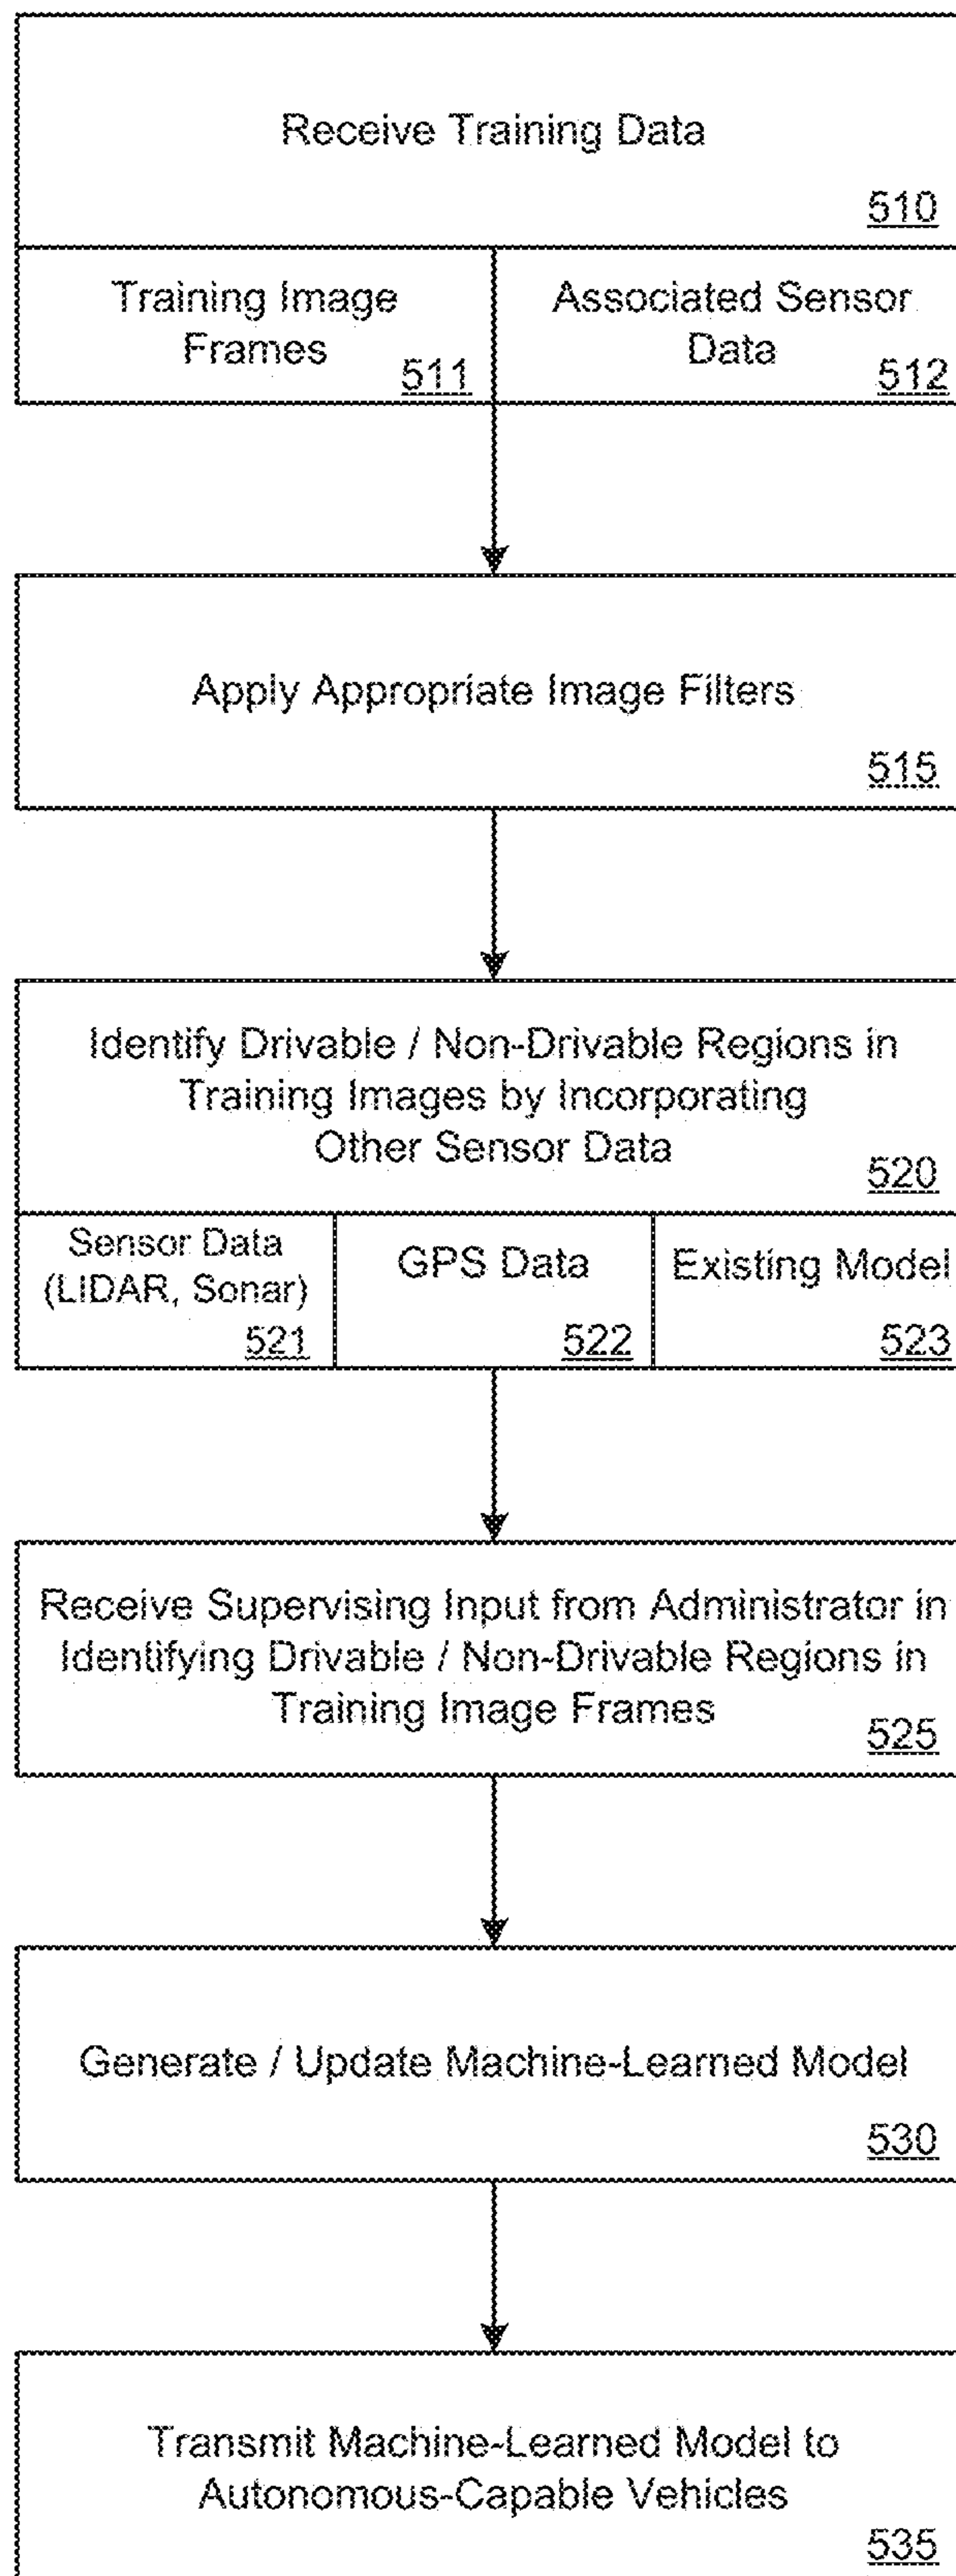 Receive Training Data
510
Training Image
Frames
511
Associated Sensor
Data
512
Apply Appropriate Image Filters
515
Identify Drivable / Non-Drivable Regions in
Training Images by Incorporating
Other Sensor Data
520
Sensor Data
(LIDAR, Sonar)
521
GPS Data
522
Existing Model
523
Receive Supervising Input from Administrator in
Identifying Drivable / Non-Drivable Regions in
Training Image Frames
525
Generate / Update Machine-Learned Model
530
Transmit Machine-Learned Model to
Autonomous-Capable Vehicles
535